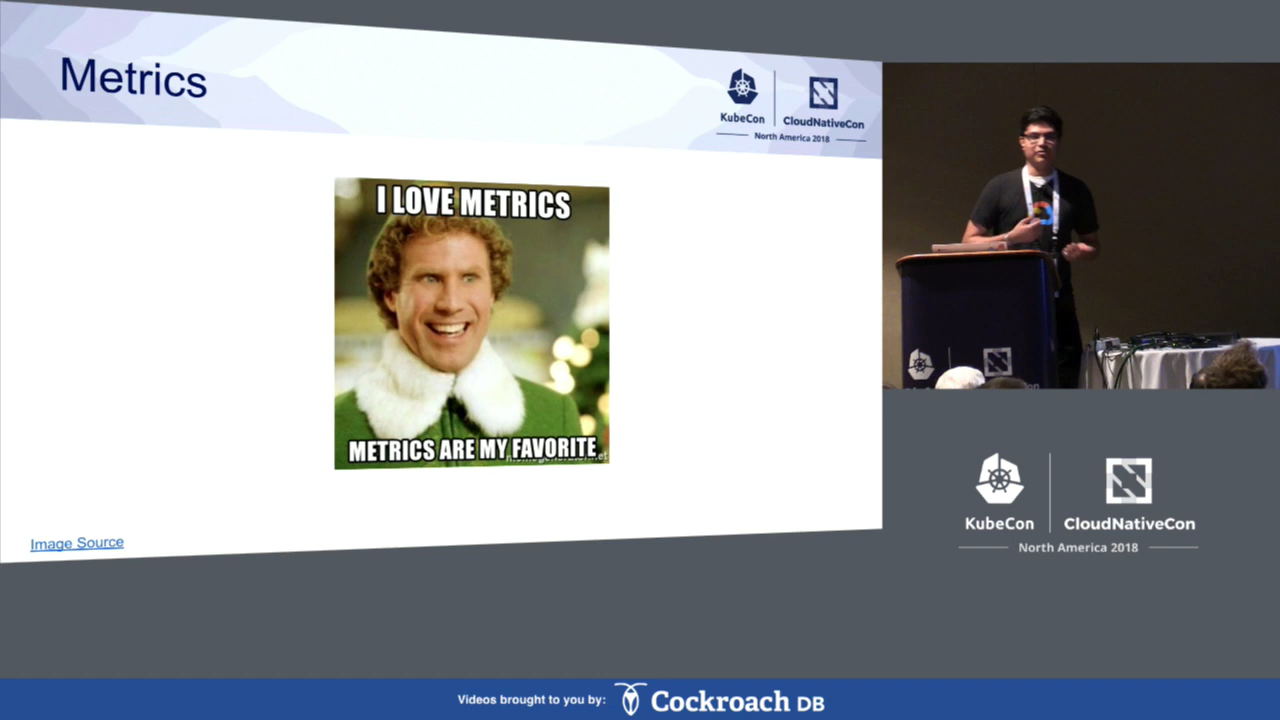 Metrics
KubeCon
CloudNativeCon
North America 2018
I LOVE METRICS
METRICS ARE MY FAVORITE
Image Source
KubeCon
CloudNativeCon
North America 2018
Videos brought to you by:
Cockroach DB